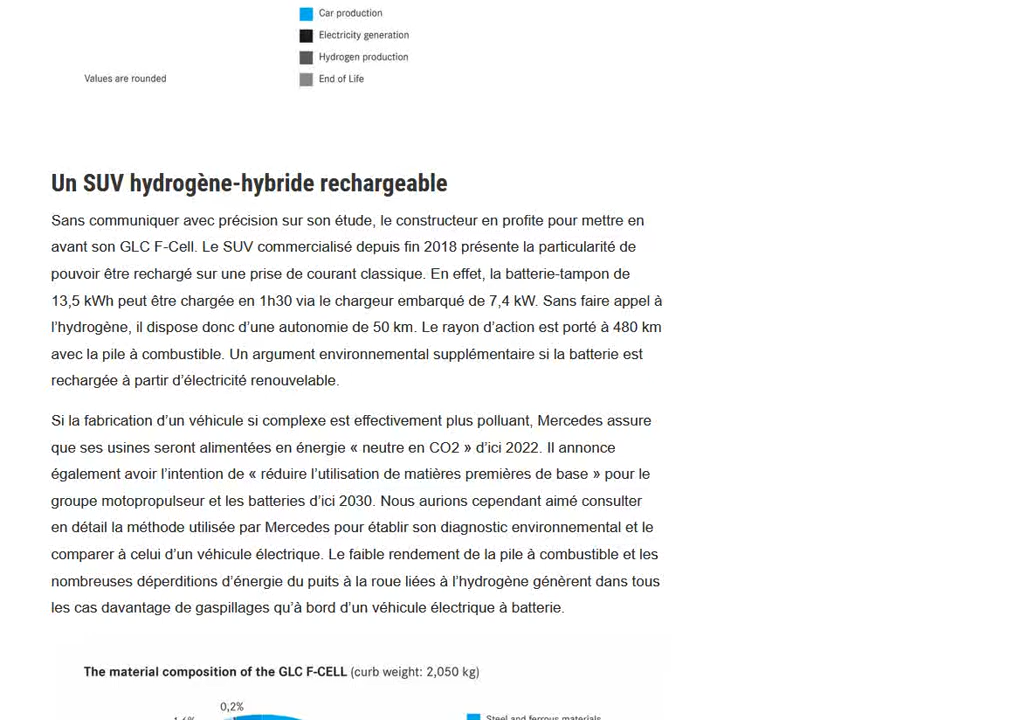 Car production
Electricity generation
Hydrogen production
Values are rounded
End of Life
Un SUV hydrogène-hybride rechargeable
Sans communiquer avec précision sur son étude, le constructeur en profite pour mettre en
avant son GLC F-Cell. Le SUV commercialisé depuis fin 2018 présente la particularité de
pouvoir être rechargé sur une prise de courant classique. En effet, la batterie-tampon de
13,5 kWh peut être chargée en 1h30 via le chargeur embarqué de 7,4 kW. Sans faire appel à
l’hydrogène, il dispose donc d’une autonomie de 50 km. Le rayon d’action est porté à 480 km
avec la pile à combustible. Un argument environnemental supplémentaire si la batterie est
rechargée à partir d’électricité renouvelable.
Si la fabrication d’un véhicule si complexe est effectivement plus polluant, Mercedes assure
que ses usines seront alimentées en énergie « neutre en CO2 » d’ici 2022. Il annonce
également avoir l’intention de « réduire l’utilisation de matières premières de base » pour le
groupe motopropulseur et les batteries d’ici 2030. Nous aurions cependant aimé consulter
en détail la méthode utilisée par Mercedes pour établir son diagnostic environnemental et le
comparer à celui d’un véhicule électrique. Le faible rendement de la pile à combustible et les
nombreuses déperditions d’énergie du puits à la roue liées à l’hydrogène génèrent dans tous
les cas davantage de gaspillages qu’à bord d’un véhicule électrique à batterie.
The material composition of the GLC F-CELL (curb weight: 2,050 kg)
0,2%
Steel and ferrous materials